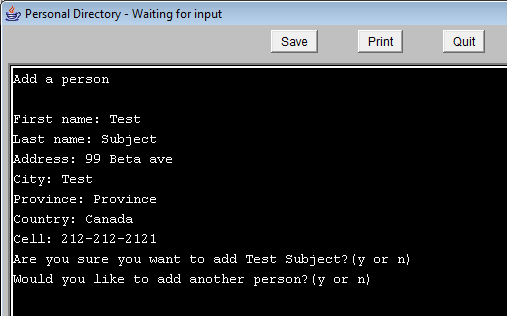 Personal Directory - Waiting for input
Save Print Quit
Add a person
First name: Test
Last name: Subject
Address: 99 Beta ave
City: Test
Province: Province
Country: Canada
Cell: 212-212-2121
Are you sure you want to add Test Subject?(y or n)
Would you like to add another person?(y or n)